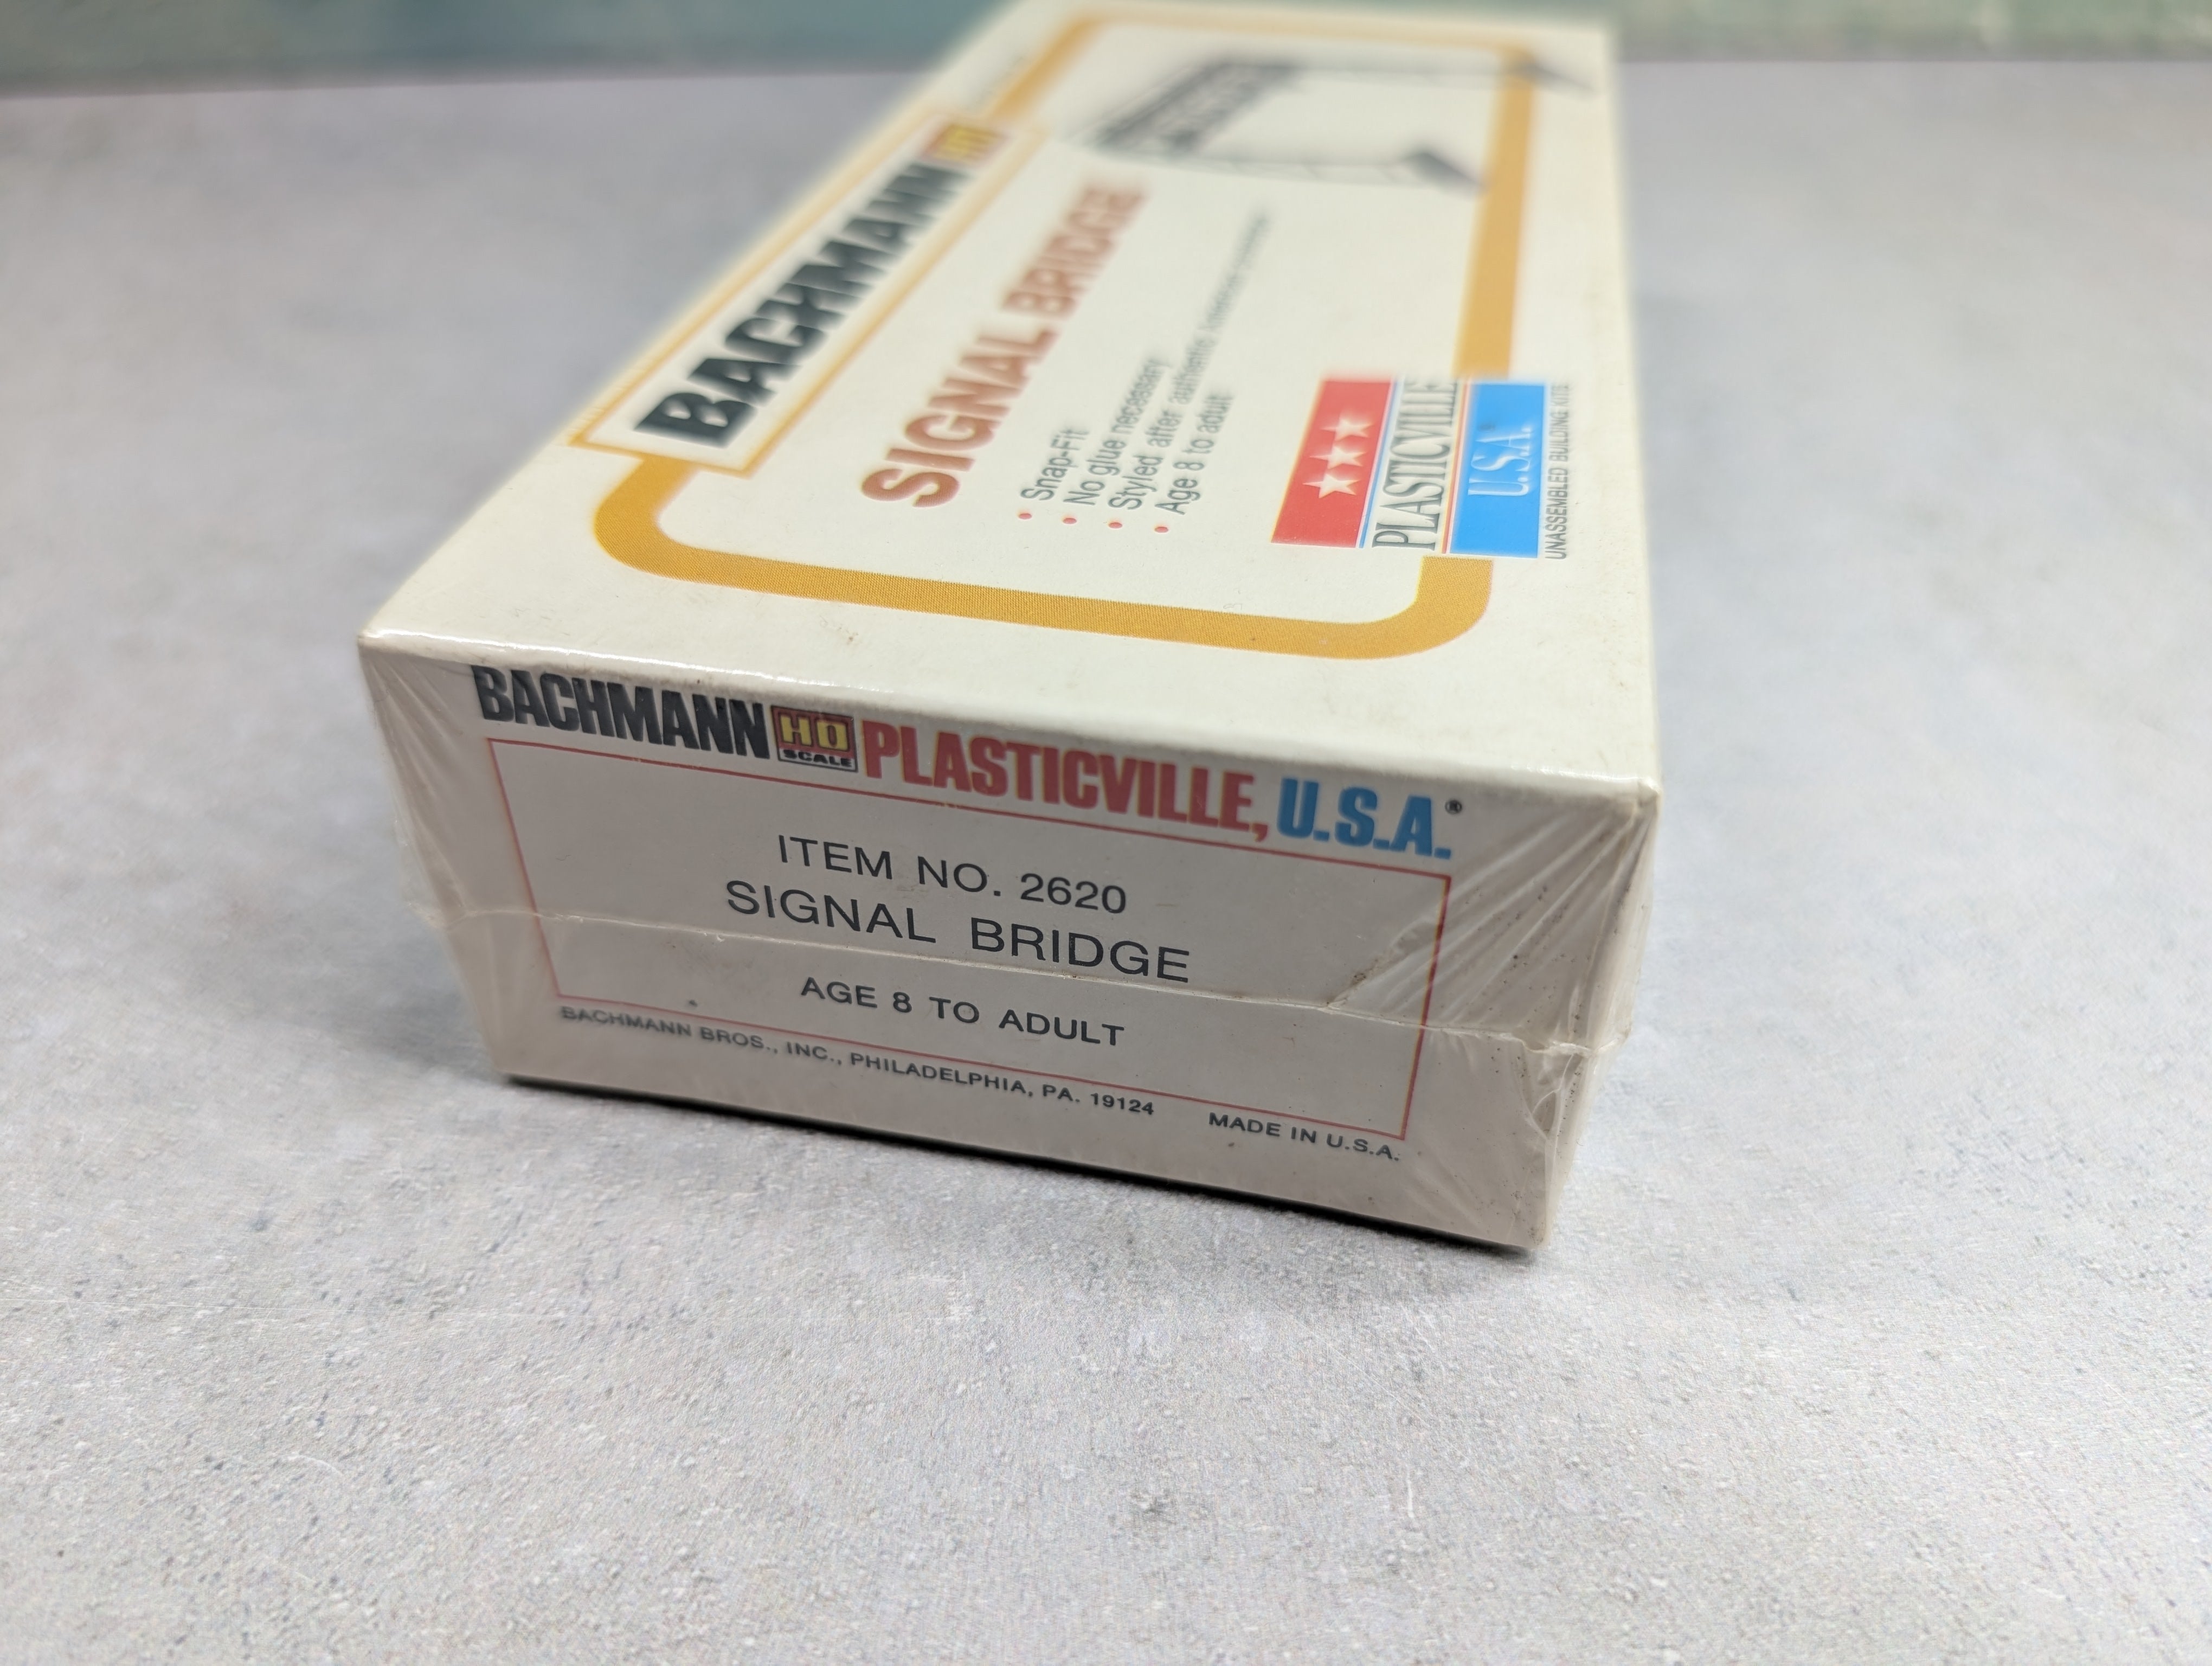 BACHMANN HO
SIGNAL BRIDGE
• Snap-Fit
• No glue necessary
• Styled after authentic
• Age 8 to adult
PLASTICVILLE
U.S.A.
UNASSEMBLED BUILDING KITS
BACHMANN HO SCALE PLASTICVILLE, U.S.A.®
ITEM NO. 2620
SIGNAL BRIDGE
AGE 8 TO ADULT
BACHMANN BROS., INC., PHILADELPHIA, PA. 19124 MADE IN U.S.A.